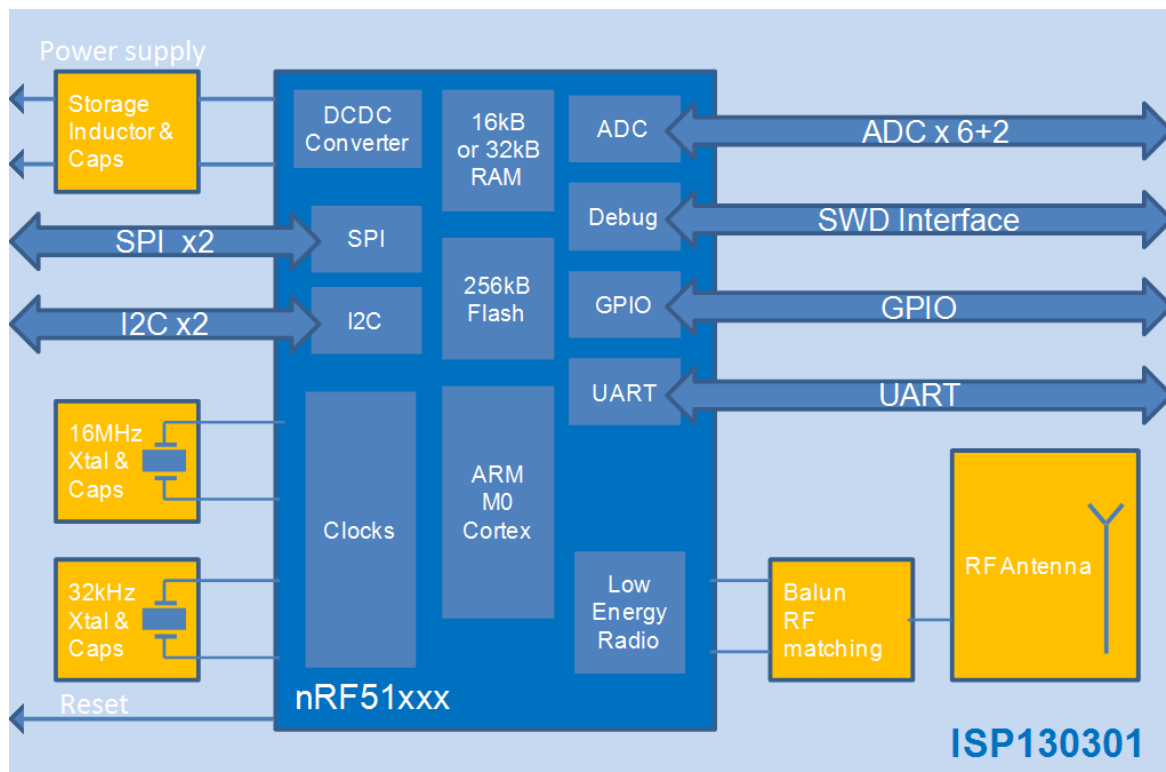 Power supply
Storage
Inductor &
Caps
DCDC
Converter
16kB
or 32kB
RAM
ADC
ADC x 6+2
Debug
SWD Interface
SPI x2
SPI
256kB
Flash
GPIO
GPIO
I2C x2
I2C
UART
UART
16MHz
Xtal &
Caps
Clocks
ARM
M0
Cortex
32kHz
Xtal &
Caps
Low
Energy
Radio
Balun
RF
matching
RF Antenna
Reset
nRF51xxx
ISP130301